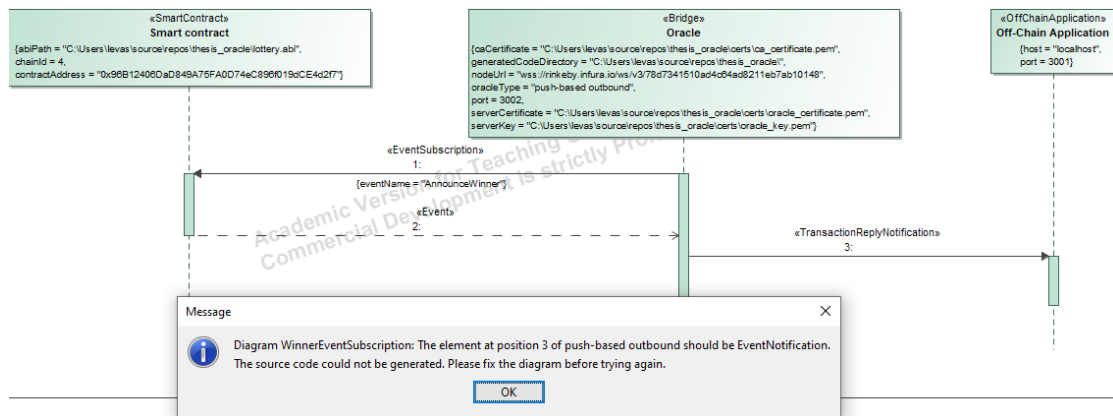 «SmartContract»
Smart contract
{abiPath = "C:\Users\levas\source\repos\thesis_oracle\lottery.abi",
chainId = 4,
contractAddress = "0x96B12406DaD849A75FA0D74eC896f019dCE4d2f7"}
«Bridge»
Oracle
{caCertificate = "C:\Users\levas\source\repos\thesis_oracle\certs\ca_certificate.pem",
generatedCodeDirectory = "C:\Users\levas\source\repos\thesis_oracle\",
nodeUrl = "wss://rinkeby.infura.io/ws/v3/78d7341510ad4c64ad8211eb7ab10148",
oracleType = "push-based outbound",
port = 3002,
serverCertificate = "C:\Users\levas\source\repos\thesis_oracle\certs\oracle_certificate.pem",
serverKey = "C:\Users\levas\source\repos\thesis_oracle\certs\oracle_key.pem"}
«OffChainApplication»
Off-Chain Application
{host = "localhost",
port = 3001}
«EventSubscription»
1:
{eventName = "AnnounceWinner"}
«Event»
2:
«TransactionReplyNotification»
3:
Academic Version for Teaching
Commercial Development is strictly
Message
Diagram WinnerEventSubscription: The element at position 3 of push-based outbound should be EventNotification.
The source code could not be generated. Please fix the diagram before trying again.
OK